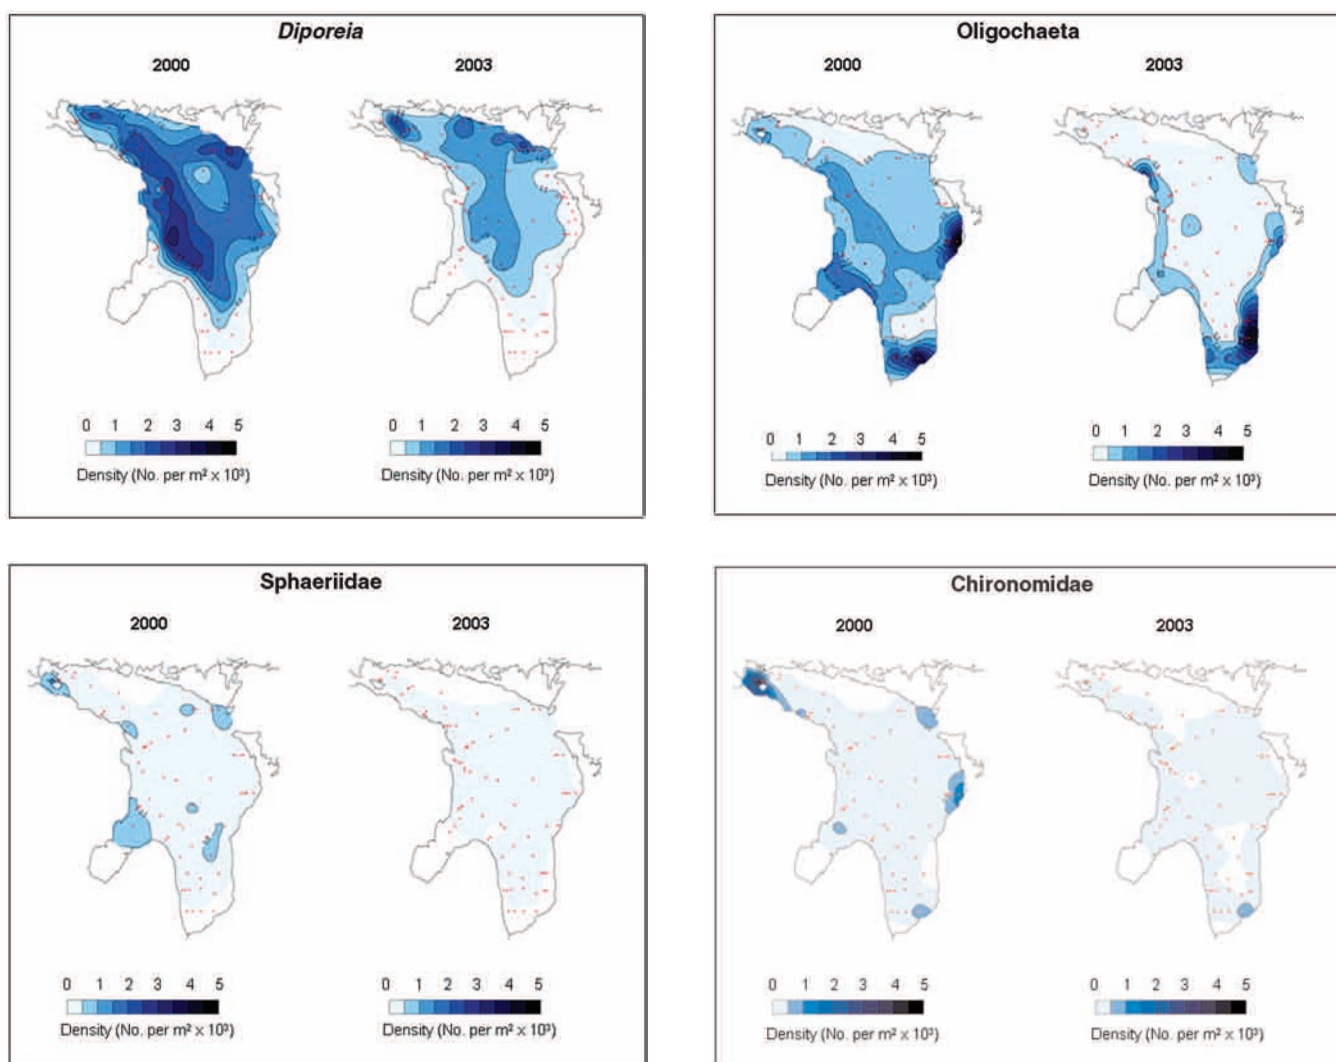 Diporeia
2000 2003
0 1 2 3 4 5
Density (No. per m² x 10³)
0 1 2 3 4 5
Density (No. per m² x 10³)
Oligochaeta
2000 2003
0 1 2 3 4 5
Density (No. per m² x 10³)
0 1 2 3 4 5
Density (No. per m² x 10³)
Sphaeriidae
2000 2003
0 1 2 3 4 5
Density (No. per m² x 10³)
0 1 2 3 4 5
Density (No. per m² x 10³)
Chironomidae
2000 2003
0 1 2 3 4 5
Density (No. per m² x 10³)
0 1 2 3 4 5
Density (No. per m² x 10³)